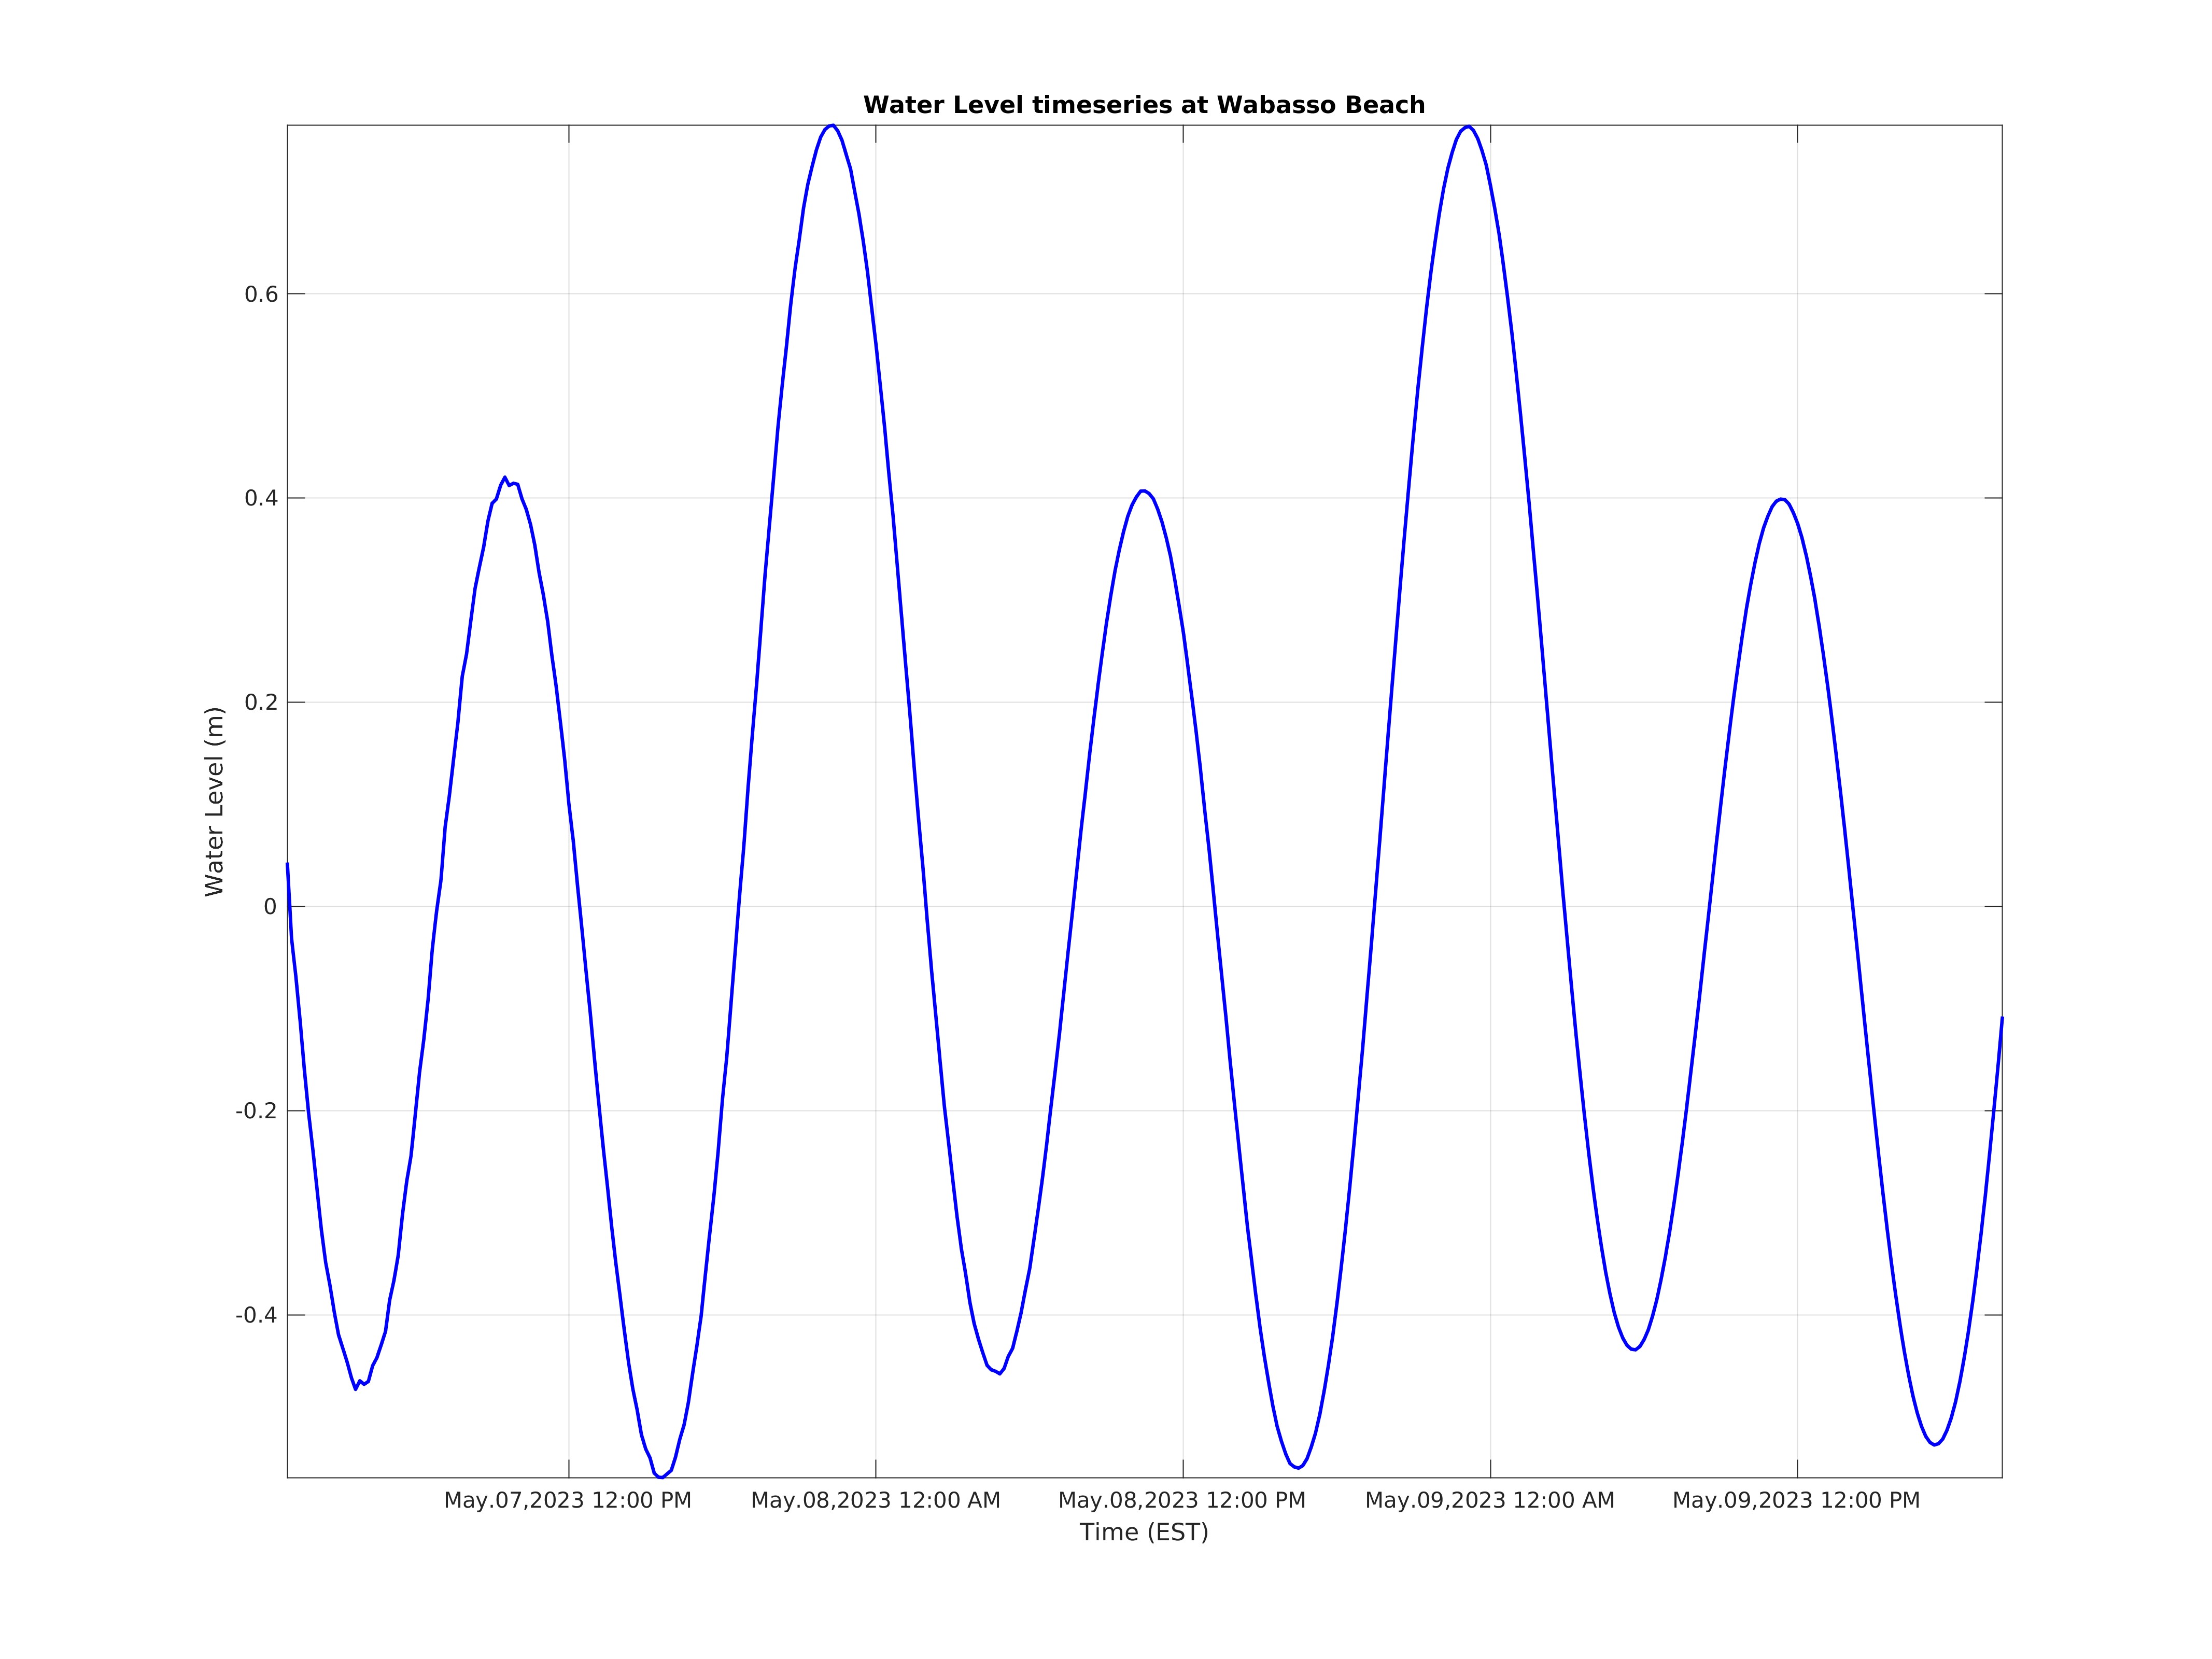 Water Level timeseries at Wabasso Beach
Water Level (m)
0.6
0.4
0.2
0
-0.2
-0.4
May.07,2023 12:00 PM
May.08,2023 12:00 AM
May.08,2023 12:00 PM
May.09,2023 12:00 AM
May.09,2023 12:00 PM
Time (EST)